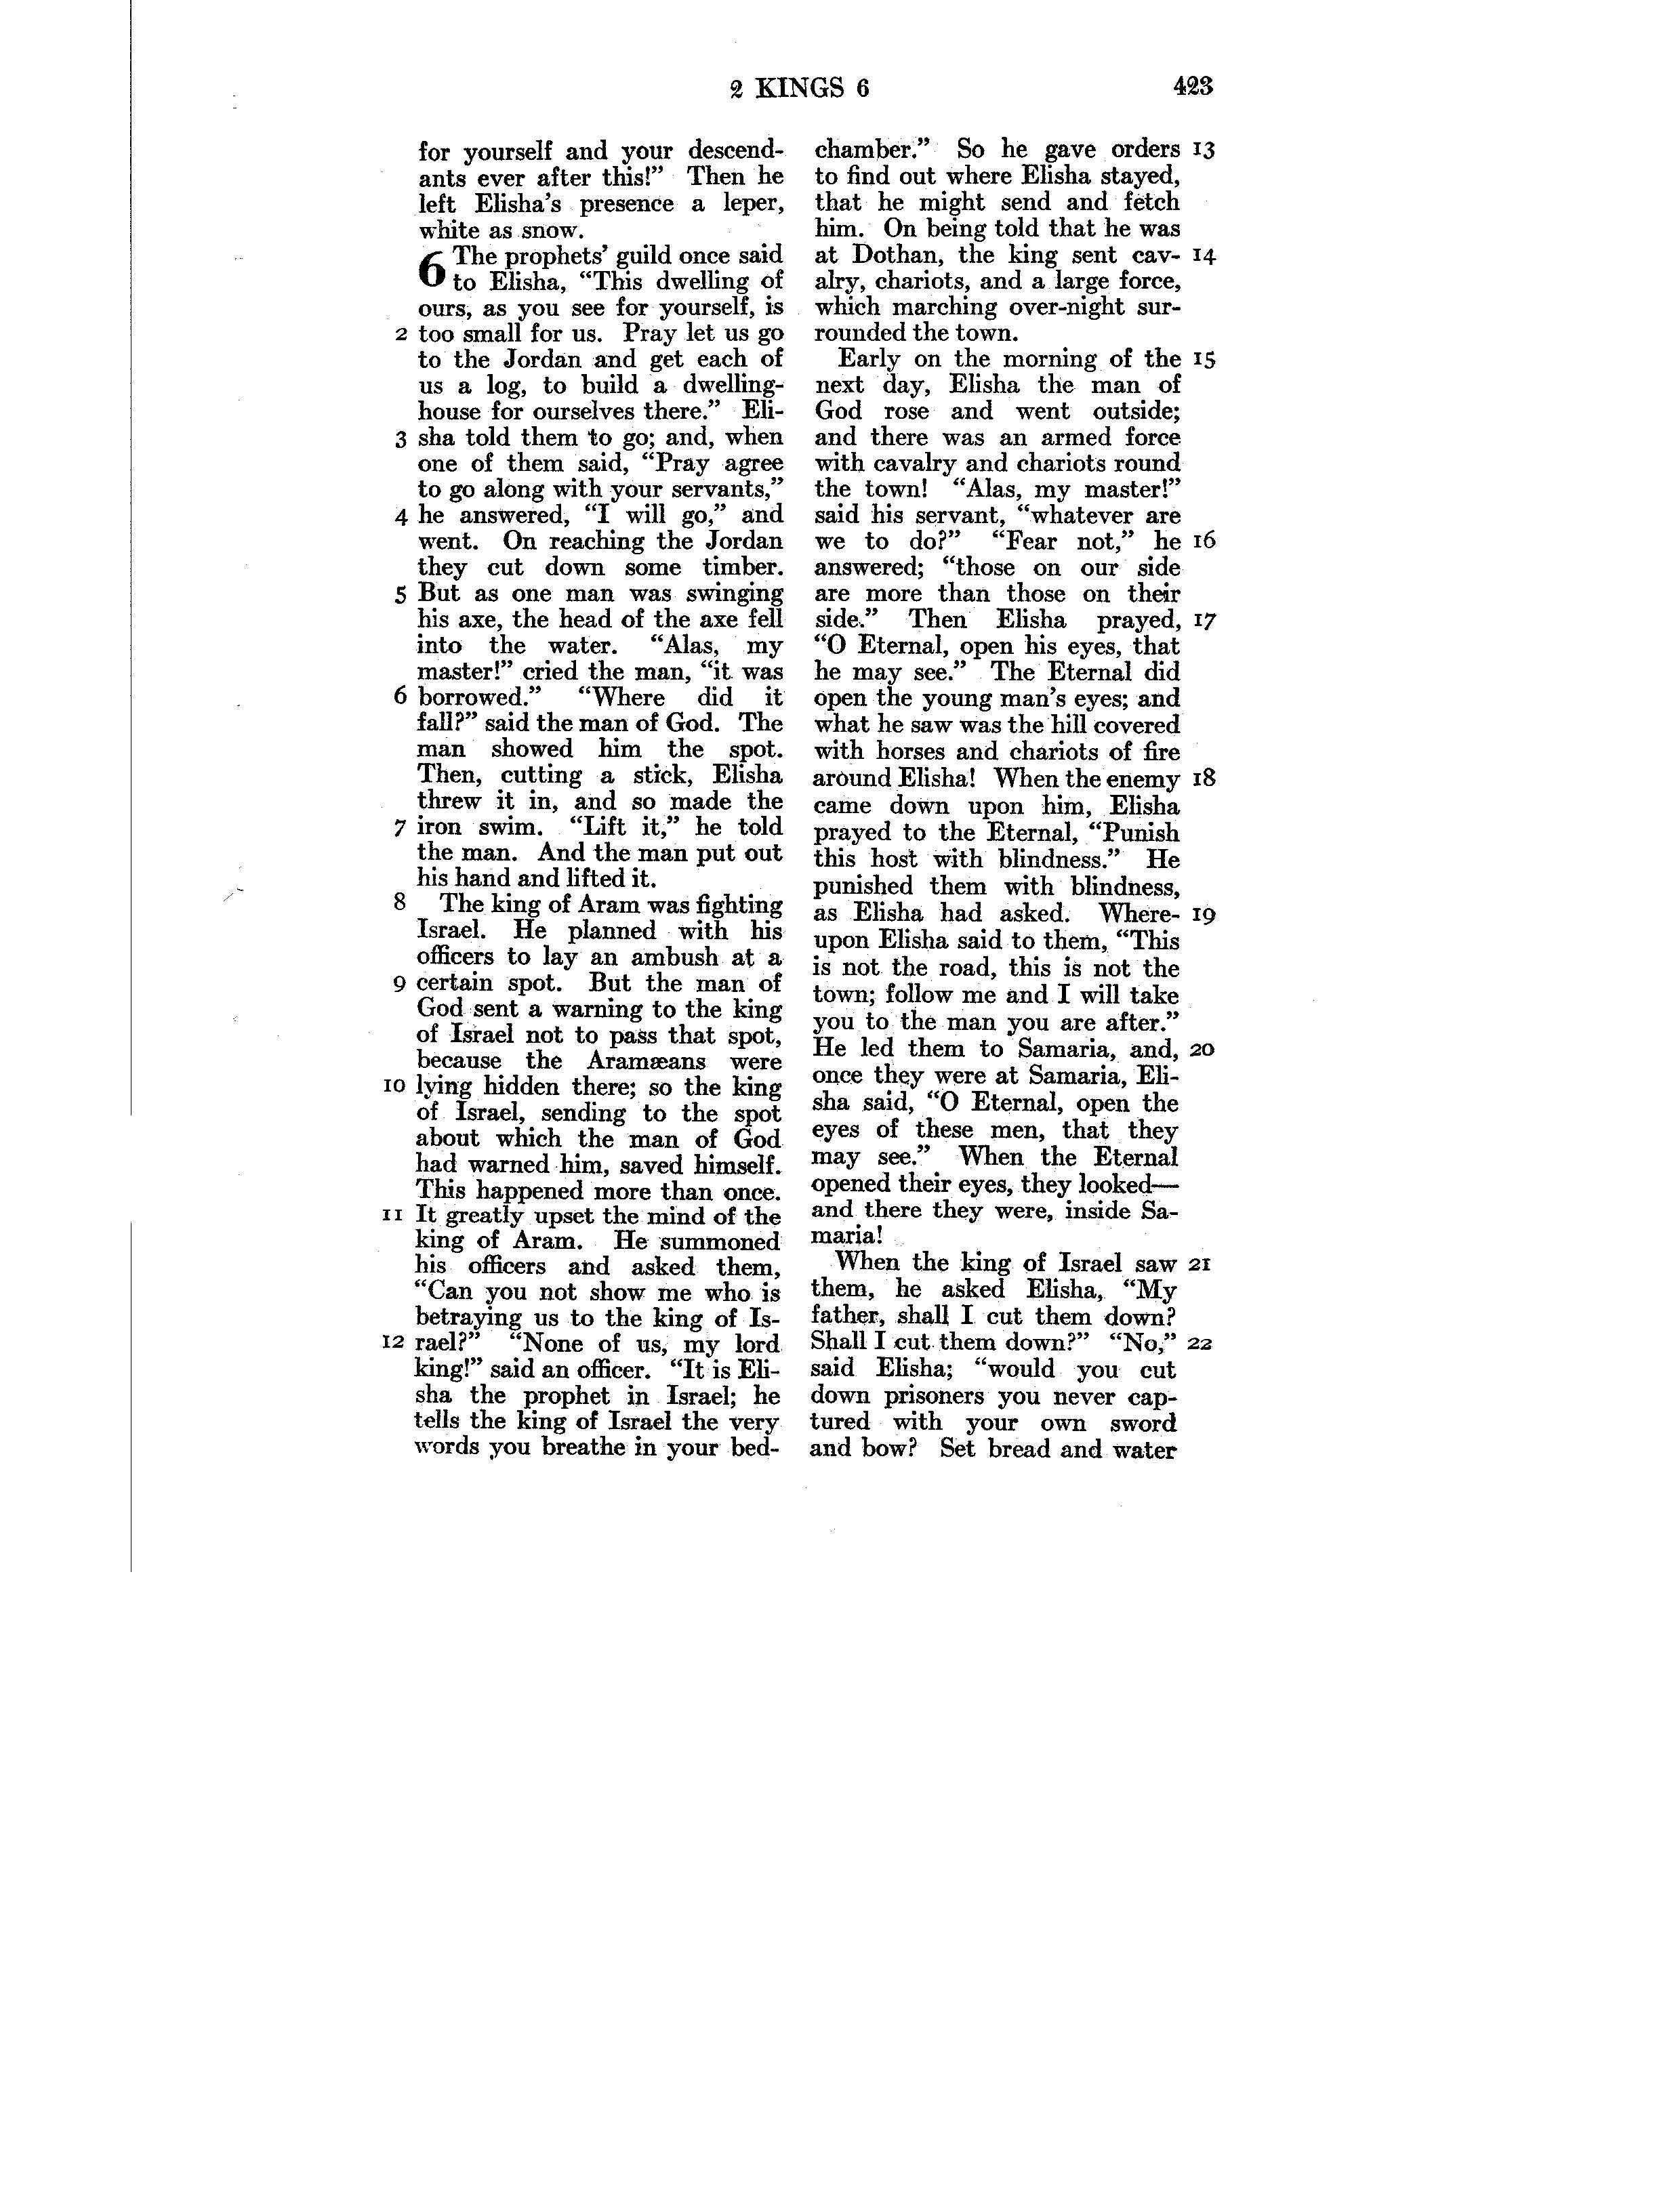 2 KINGS 6 423
for yourself and your descend-
ants ever after this!” Then he
left Elisha’s presence a leper,
white as snow.
6 The prophets’ guild once said
to Elisha, “This dwelling of
ours, as you see for yourself, is
2 too small for us. Pray let us go
to the Jordan and get each of
us a log, to build a dwelling-
house for ourselves there.” Eli-
3 sha told them to go; and, when
one of them said, “Pray agree
to go along with your servants,”
4 he answered, “I will go,” and
went. On reaching the Jordan
they cut down some timber.
5 But as one man was swinging
his axe, the head of the axe fell
into the water. “Alas, my
master!” cried the man, “it was
6 borrowed.” “Where did it
fall?” said the man of God. The
man showed him the spot.
Then, cutting a stick, Elisha
threw it in, and so made the
7 iron swim. “Lift it,” he told
the man. And the man put out
his hand and lifted it.
8 The king of Aram was fighting
Israel. He planned with his
officers to lay an ambush at a
9 certain spot. But the man of
God sent a warning to the king
of Israel not to pass that spot,
because the Aramæans were
10 lying hidden there; so the king
of Israel, sending to the spot
about which the man of God
had warned him, saved himself.
This happened more than once.
11 It greatly upset the mind of the
king of Aram. He summoned
his officers and asked them,
“Can you not show me who is
betraying us to the king of Is-
12 rael?” “None of us, my lord
king!” said an officer. “It is Eli-
sha the prophet in Israel; he
tells the king of Israel the very
words you breathe in your bed-
chamber.” So he gave orders 13
to find out where Elisha stayed,
that he might send and fetch
him. On being told that he was
at Dothan, the king sent cav- 14
alry, chariots, and a large force,
which marching over-night sur-
rounded the town.
Early on the morning of the 15
next day, Elisha the man of
God rose and went outside;
and there was an armed force
with cavalry and chariots round
the town! “Alas, my master!”
said his servant, “whatever are
we to do?” “Fear not,” he 16
answered; “those on our side
are more than those on their
side.” Then Elisha prayed, 17
“O Eternal, open his eyes, that
he may see.” The Eternal did
open the young man’s eyes; and
what he saw was the hill covered
with horses and chariots of fire
around Elisha! When the enemy 18
came down upon him, Elisha
prayed to the Eternal, “Punish
this host with blindness.” He
punished them with blindness,
as Elisha had asked. Where- 19
upon Elisha said to them, “This
is not the road, this is not the
town; follow me and I will take
you to the man you are after.”
He led them to Samaria, and, 20
once they were at Samaria, Eli-
sha said, “O Eternal, open the
eyes of these men, that they
may see.” When the Eternal
opened their eyes, they looked—
and there they were, inside Sa-
maria!
When the king of Israel saw 21
them, he asked Elisha, “My
father, shall I cut them down?
Shall I cut them down?” “No,” 22
said Elisha; “would you cut
down prisoners you never cap-
tured with your own sword
and bow? Set bread and water